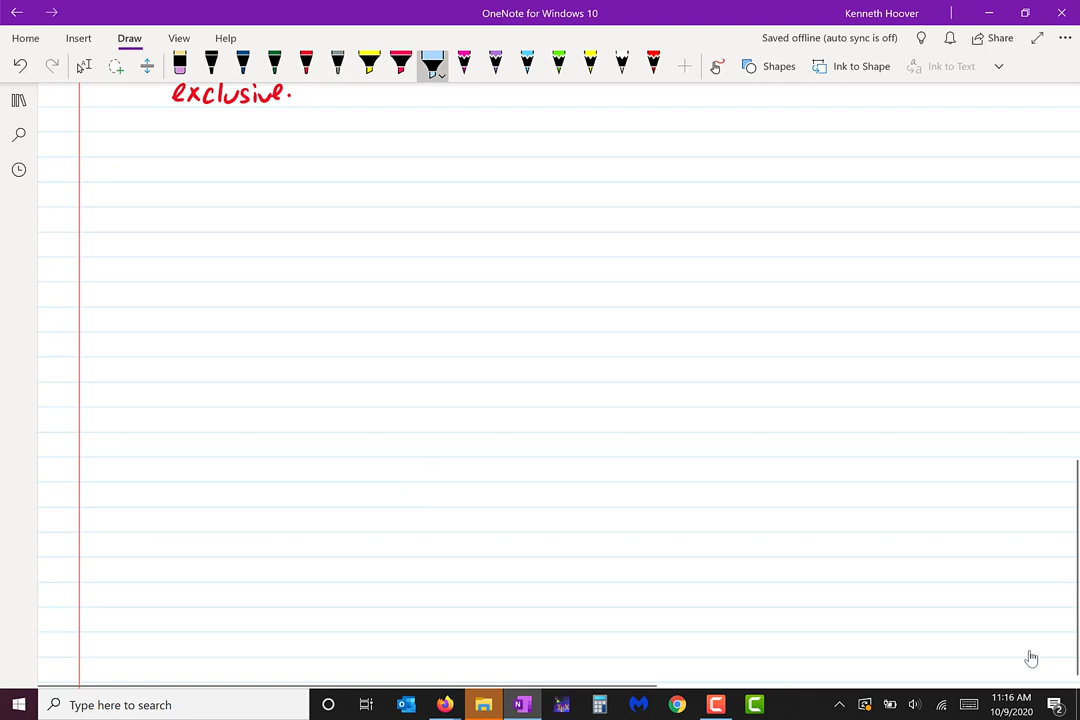 OneNote for Windows 10
Kenneth Hoover
Home Insert Draw View Help
Saved offline (auto sync is off)
Share
Shapes
Ink to Shape
Ink to Text
exclusive.
Type here to search
11:16 AM
10/9/2020
2